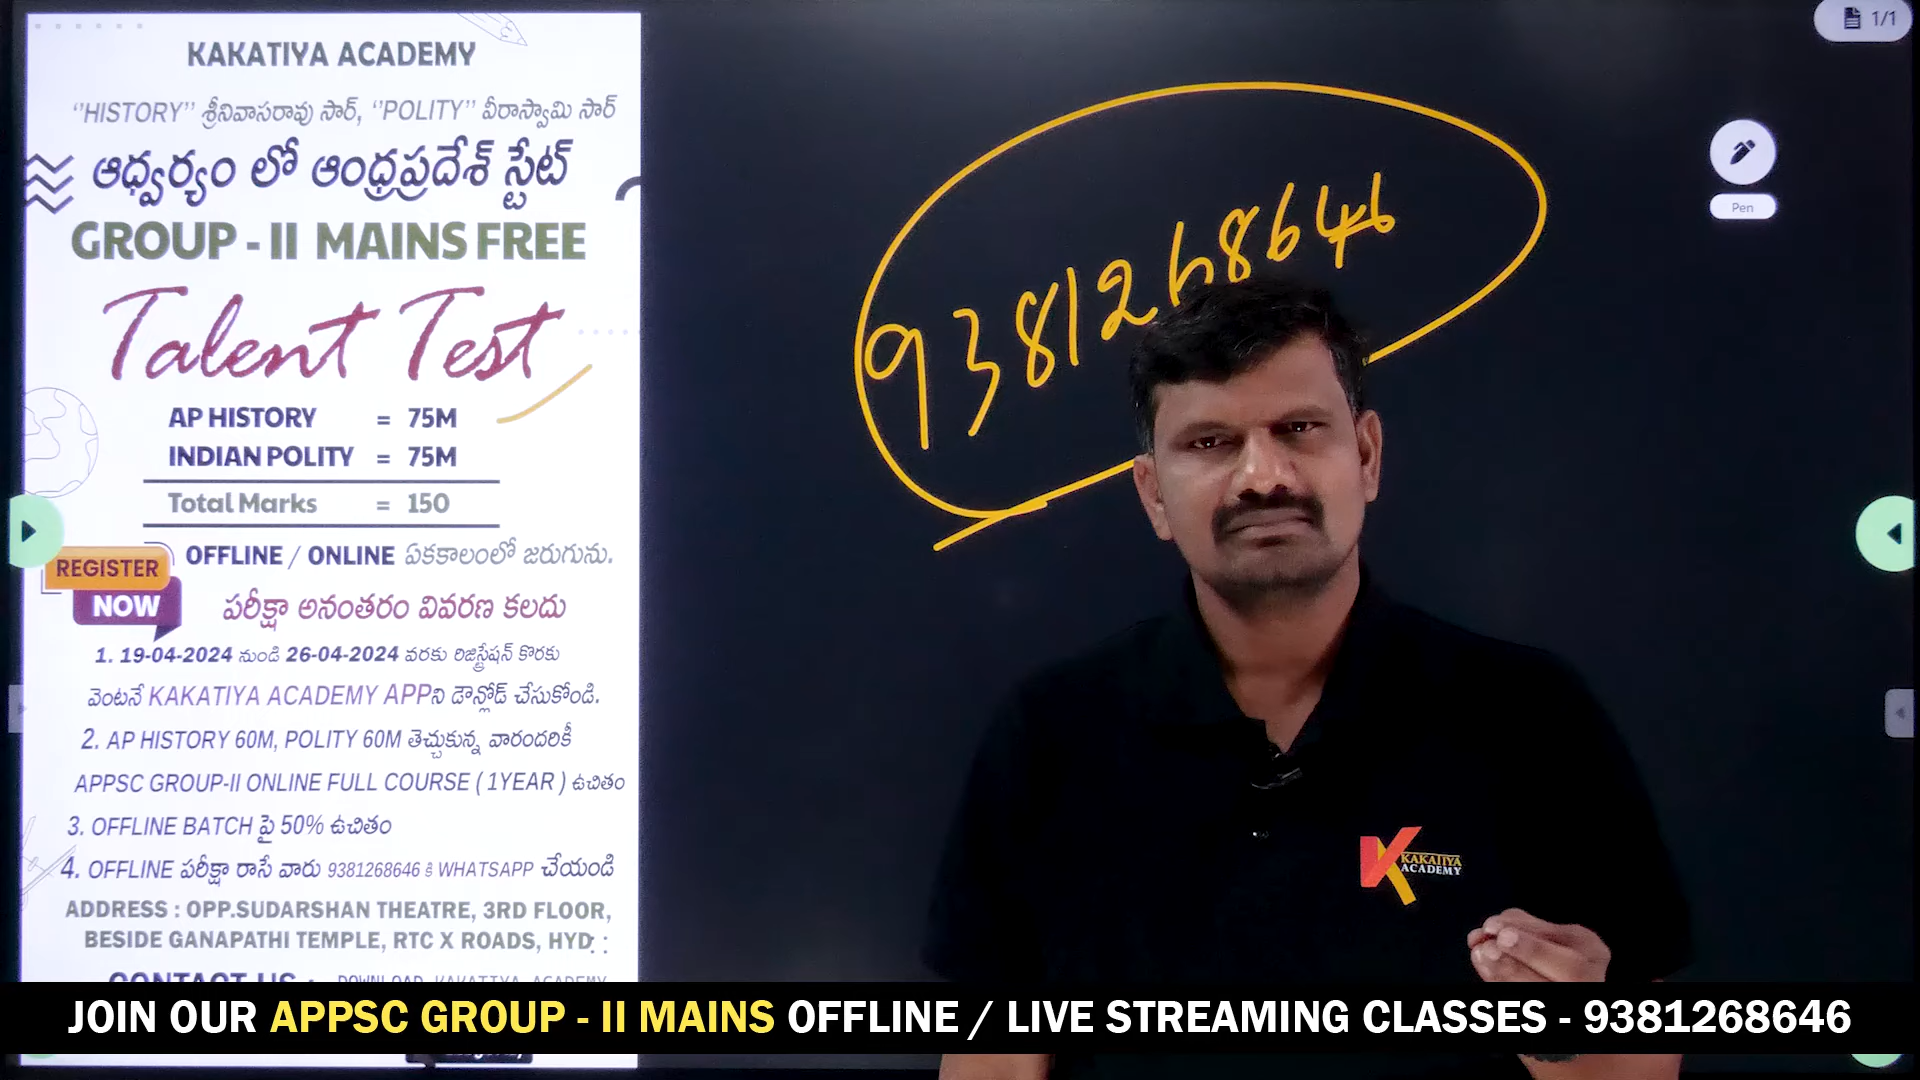 KAKATIYA ACADEMY
‘‘HISTORY’’ శ్రీనివాసరావు సార్, ‘‘POLITY’’ వీరాస్వామి సార్
ఆధ్వర్యం లో ఆంధ్రప్రదేశ్ స్టేట్
GROUP - II MAINS FREE
Talent Test
AP HISTORY = 75M
INDIAN POLITY = 75M
Total Marks = 150
OFFLINE / ONLINE ఏకకాలంలో జరుగును.
REGISTER
NOW
పరీక్షా అనంతరం వివరణ కలదు
1. 19-04-2024 నుండి 26-04-2024 వరకు రిజిస్ట్రేషన్ కొరకు
వెంటనే KAKATIYA ACADEMY APPని డౌన్లోడ్ చేసుకోండి.
2. AP HISTORY 60M, POLITY 60M తెచ్చుకున్న వారందరికీ
APPSC GROUP-II ONLINE FULL COURSE ( 1YEAR ) ఉచితం
3. OFFLINE BATCH పై 50% ఉచితం
4. OFFLINE పరీక్షా రాసే వారు 9381268646 కి WHATSAPP చేయండి
ADDRESS : OPP.SUDARSHAN THEATRE, 3RD FLOOR,
BESIDE GANAPATHI TEMPLE, RTC X ROADS, HYD
CONTACT US : DOWNLOAD KAKATIYA ACADEMY
9381268646
1/1
Pen
KAKATIYA
ACADEMY
JOIN OUR APPSC GROUP - II MAINS OFFLINE / LIVE STREAMING CLASSES - 9381268646